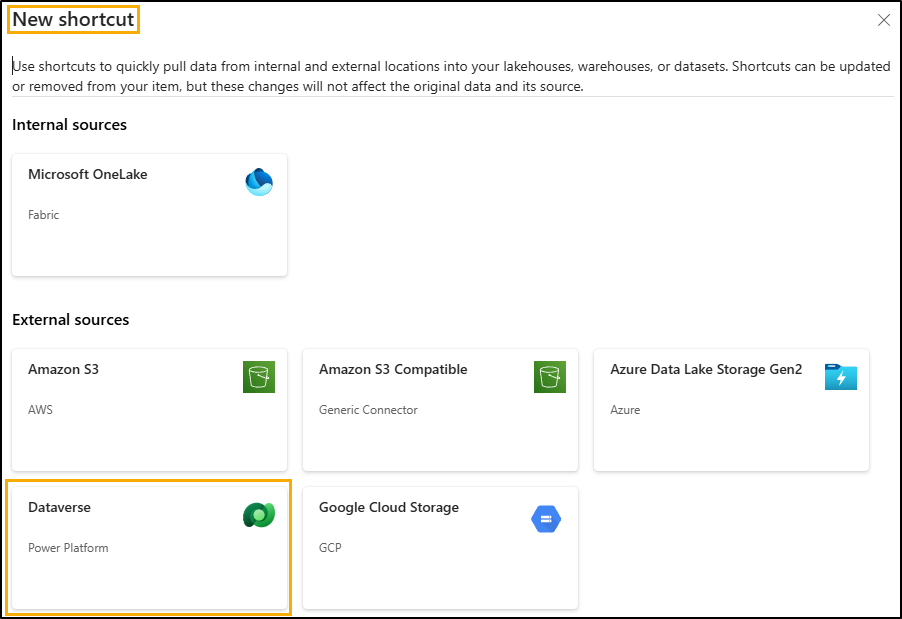 New shortcut
Use shortcuts to quickly pull data from internal and external locations into your lakehouses, warehouses, or datasets. Shortcuts can be updated
or removed from your item, but these changes will not affect the original data and its source.
Internal sources
Microsoft OneLake
Fabric
External sources
Amazon S3
AWS
Amazon S3 Compatible
Generic Connector
Azure Data Lake Storage Gen2
Azure
Dataverse
Power Platform
Google Cloud Storage
GCP